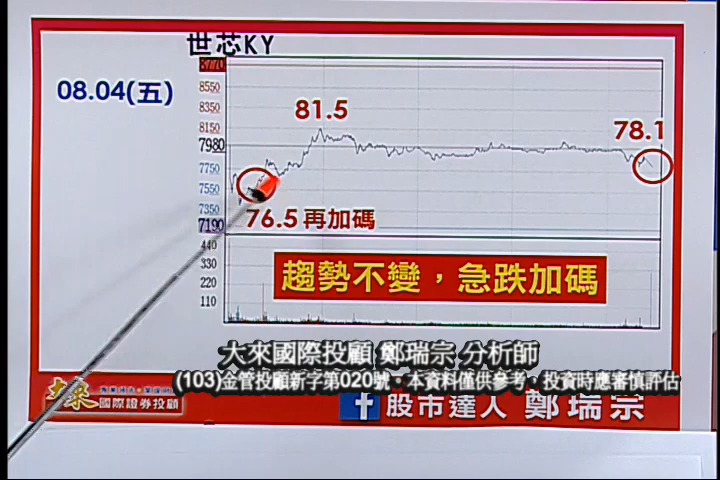 世芯KY
08.04(五)
8770
8550
8350
8150
7980
7750
7550
7350
7190
440
330
220
110
81.5
78.1
76.5再加碼
趨勢不變，急跌加碼
大來國際投顧 鄭瑞宗 分析師
(103)金管投顧新字第020號。本資料僅供參考，投資時應審慎評估
大來
國際證券投顧
f 股市達人 鄭瑞宗